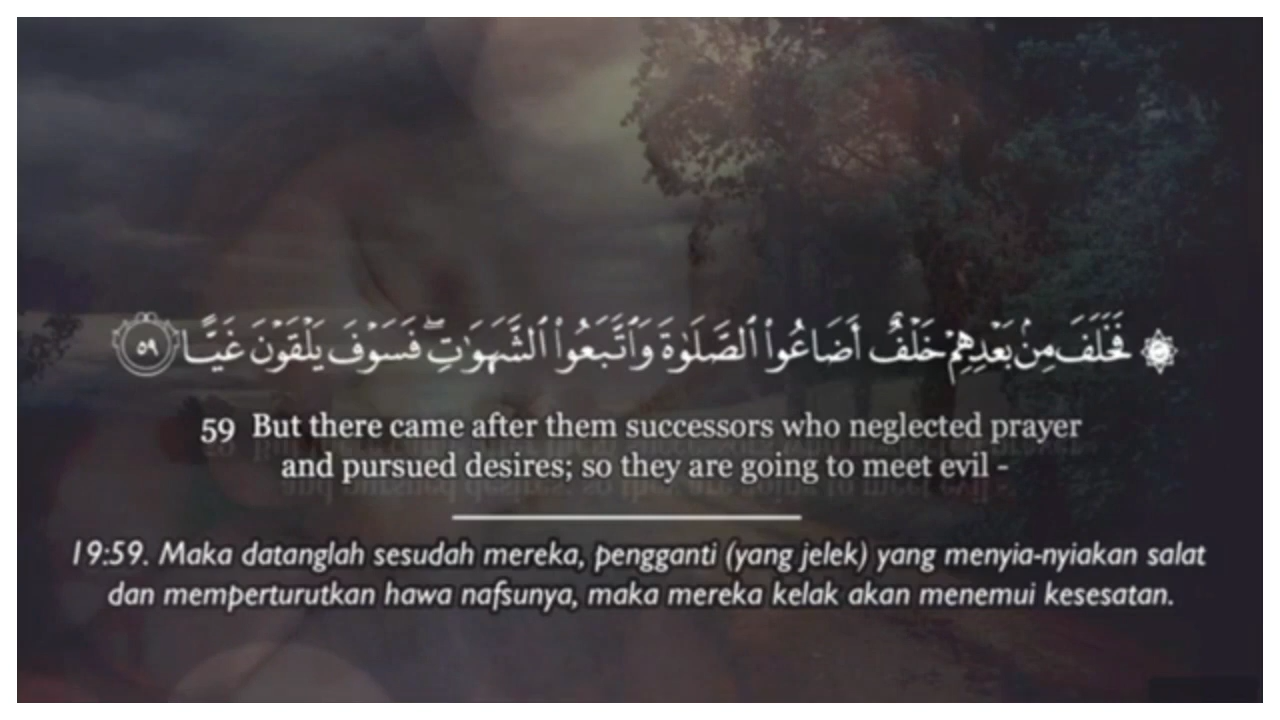 ۞ فَخَلَفَ مِنۢ بَعْدِهِمْ خَلْفٌ أَضَاعُوا۟ ٱلصَّلَوٰةَ وَٱتَّبَعُوا۟ ٱلشَّهَوَٰتِ ۖ فَسَوْفَ يَلْقَوْنَ غَيًّا ٥٩
59 But there came after them successors who neglected prayer
and pursued desires; so they are going to meet evil -
19:59. Maka datanglah sesudah mereka, pengganti (yang jelek) yang menyia-nyiakan salat
dan memperturutkan hawa nafsunya, maka mereka kelak akan menemui kesesatan.